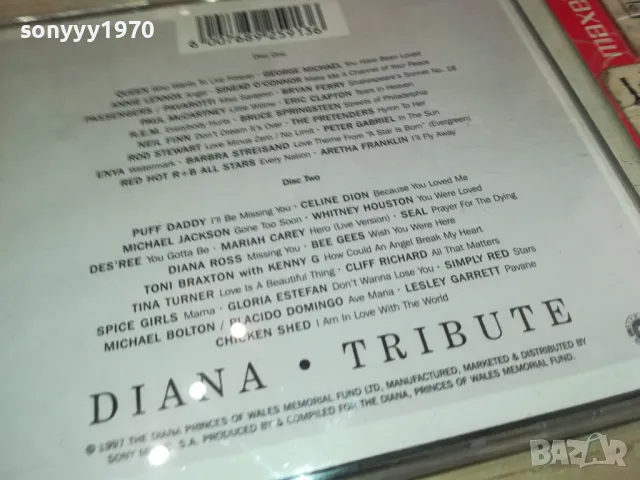 sonyyy1970
Disc One
QUEEN Who Wants To Live Forever · GEORGE MICHAEL You Have Been Loved
ANNIE LENNOX Angel · SINEAD O'CONNOR Make Me A Channel of Your Peace
PASSENGERS / PAVAROTTI Miss Sarajevo · BRYAN FERRY Shakespeare's Sonnet No. 18
PAUL McCARTNEY Little Willow · ERIC CLAPTON Tears In Heaven
R.E.M. Everybody Hurts · BRUCE SPRINGSTEEN Streets of Philadelphia
NEIL FINN Don't Dream It's Over · THE PRETENDERS Hymn To Her
ROD STEWART Love Minus Zero / No Limit · PETER GABRIEL In The Sun
ENYA Watermark · BARBRA STREISAND Love Theme From "A Star Is Born" (Evergreen)
RED HOT R+B ALL STARS Every Nation · ARETHA FRANKLIN I'll Fly Away
Disc Two
PUFF DADDY I'll Be Missing You · CELINE DION Because You Loved Me
MICHAEL JACKSON Gone Too Soon · WHITNEY HOUSTON You Were Loved
DES'REE You Gotta Be · MARIAH CAREY Hero (Live Version) · SEAL Prayer For The Dying
DIANA ROSS Missing You · BEE GEES Wish You Were Here
TONI BRAXTON with KENNY G How Could An Angel Break My Heart
TINA TURNER Love Is A Beautiful Thing · CLIFF RICHARD All That Matters
SPICE GIRLS Mama · GLORIA ESTEFAN Don't Wanna Lose You · SIMPLY RED Stars
MICHAEL BOLTON / PLACIDO DOMINGO Ave Maria · LESLEY GARRETT Pavane
CHICKEN SHED I Am In Love With The World
DIANA · TRIBUTE
© 1997 THE DIANA PRINCES OF WALES MEMORIAL FUND LTD, MANUFACTURED, MARKETED & DISTRIBUTED BY
SONY S.A. PRODUCED BY & COMPILED FOR THE DIANA, PRINCES OF WALES MEMORIAL FUND.
maxe
BAZAR
bg